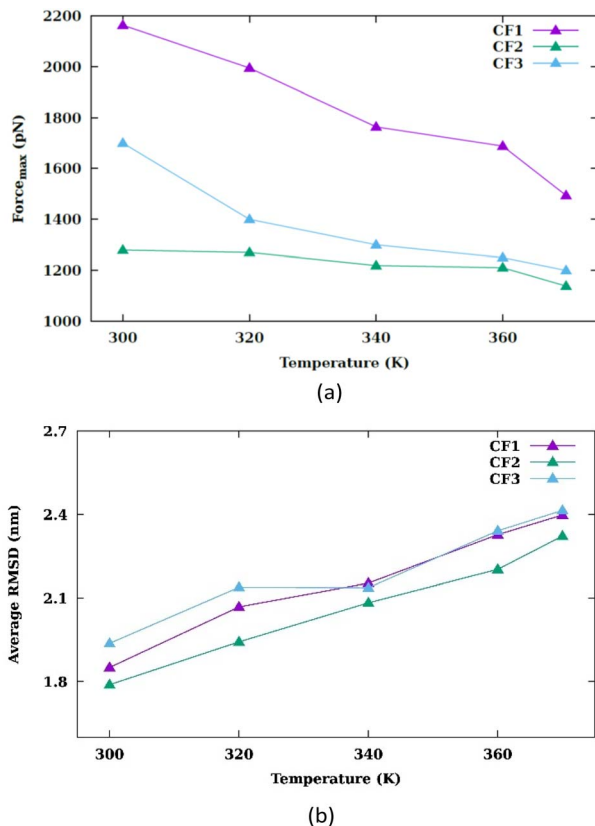 2200
2000
1800
1600
1400
1200
1000
Force_max (pN)
CF1
CF2
CF3
300 320 340 360
Temperature (K)
(a)
2.7
2.4
2.1
1.8
Average RMSD (nm)
CF1
CF2
CF3
300 320 340 360
Temperature (K)
(b)